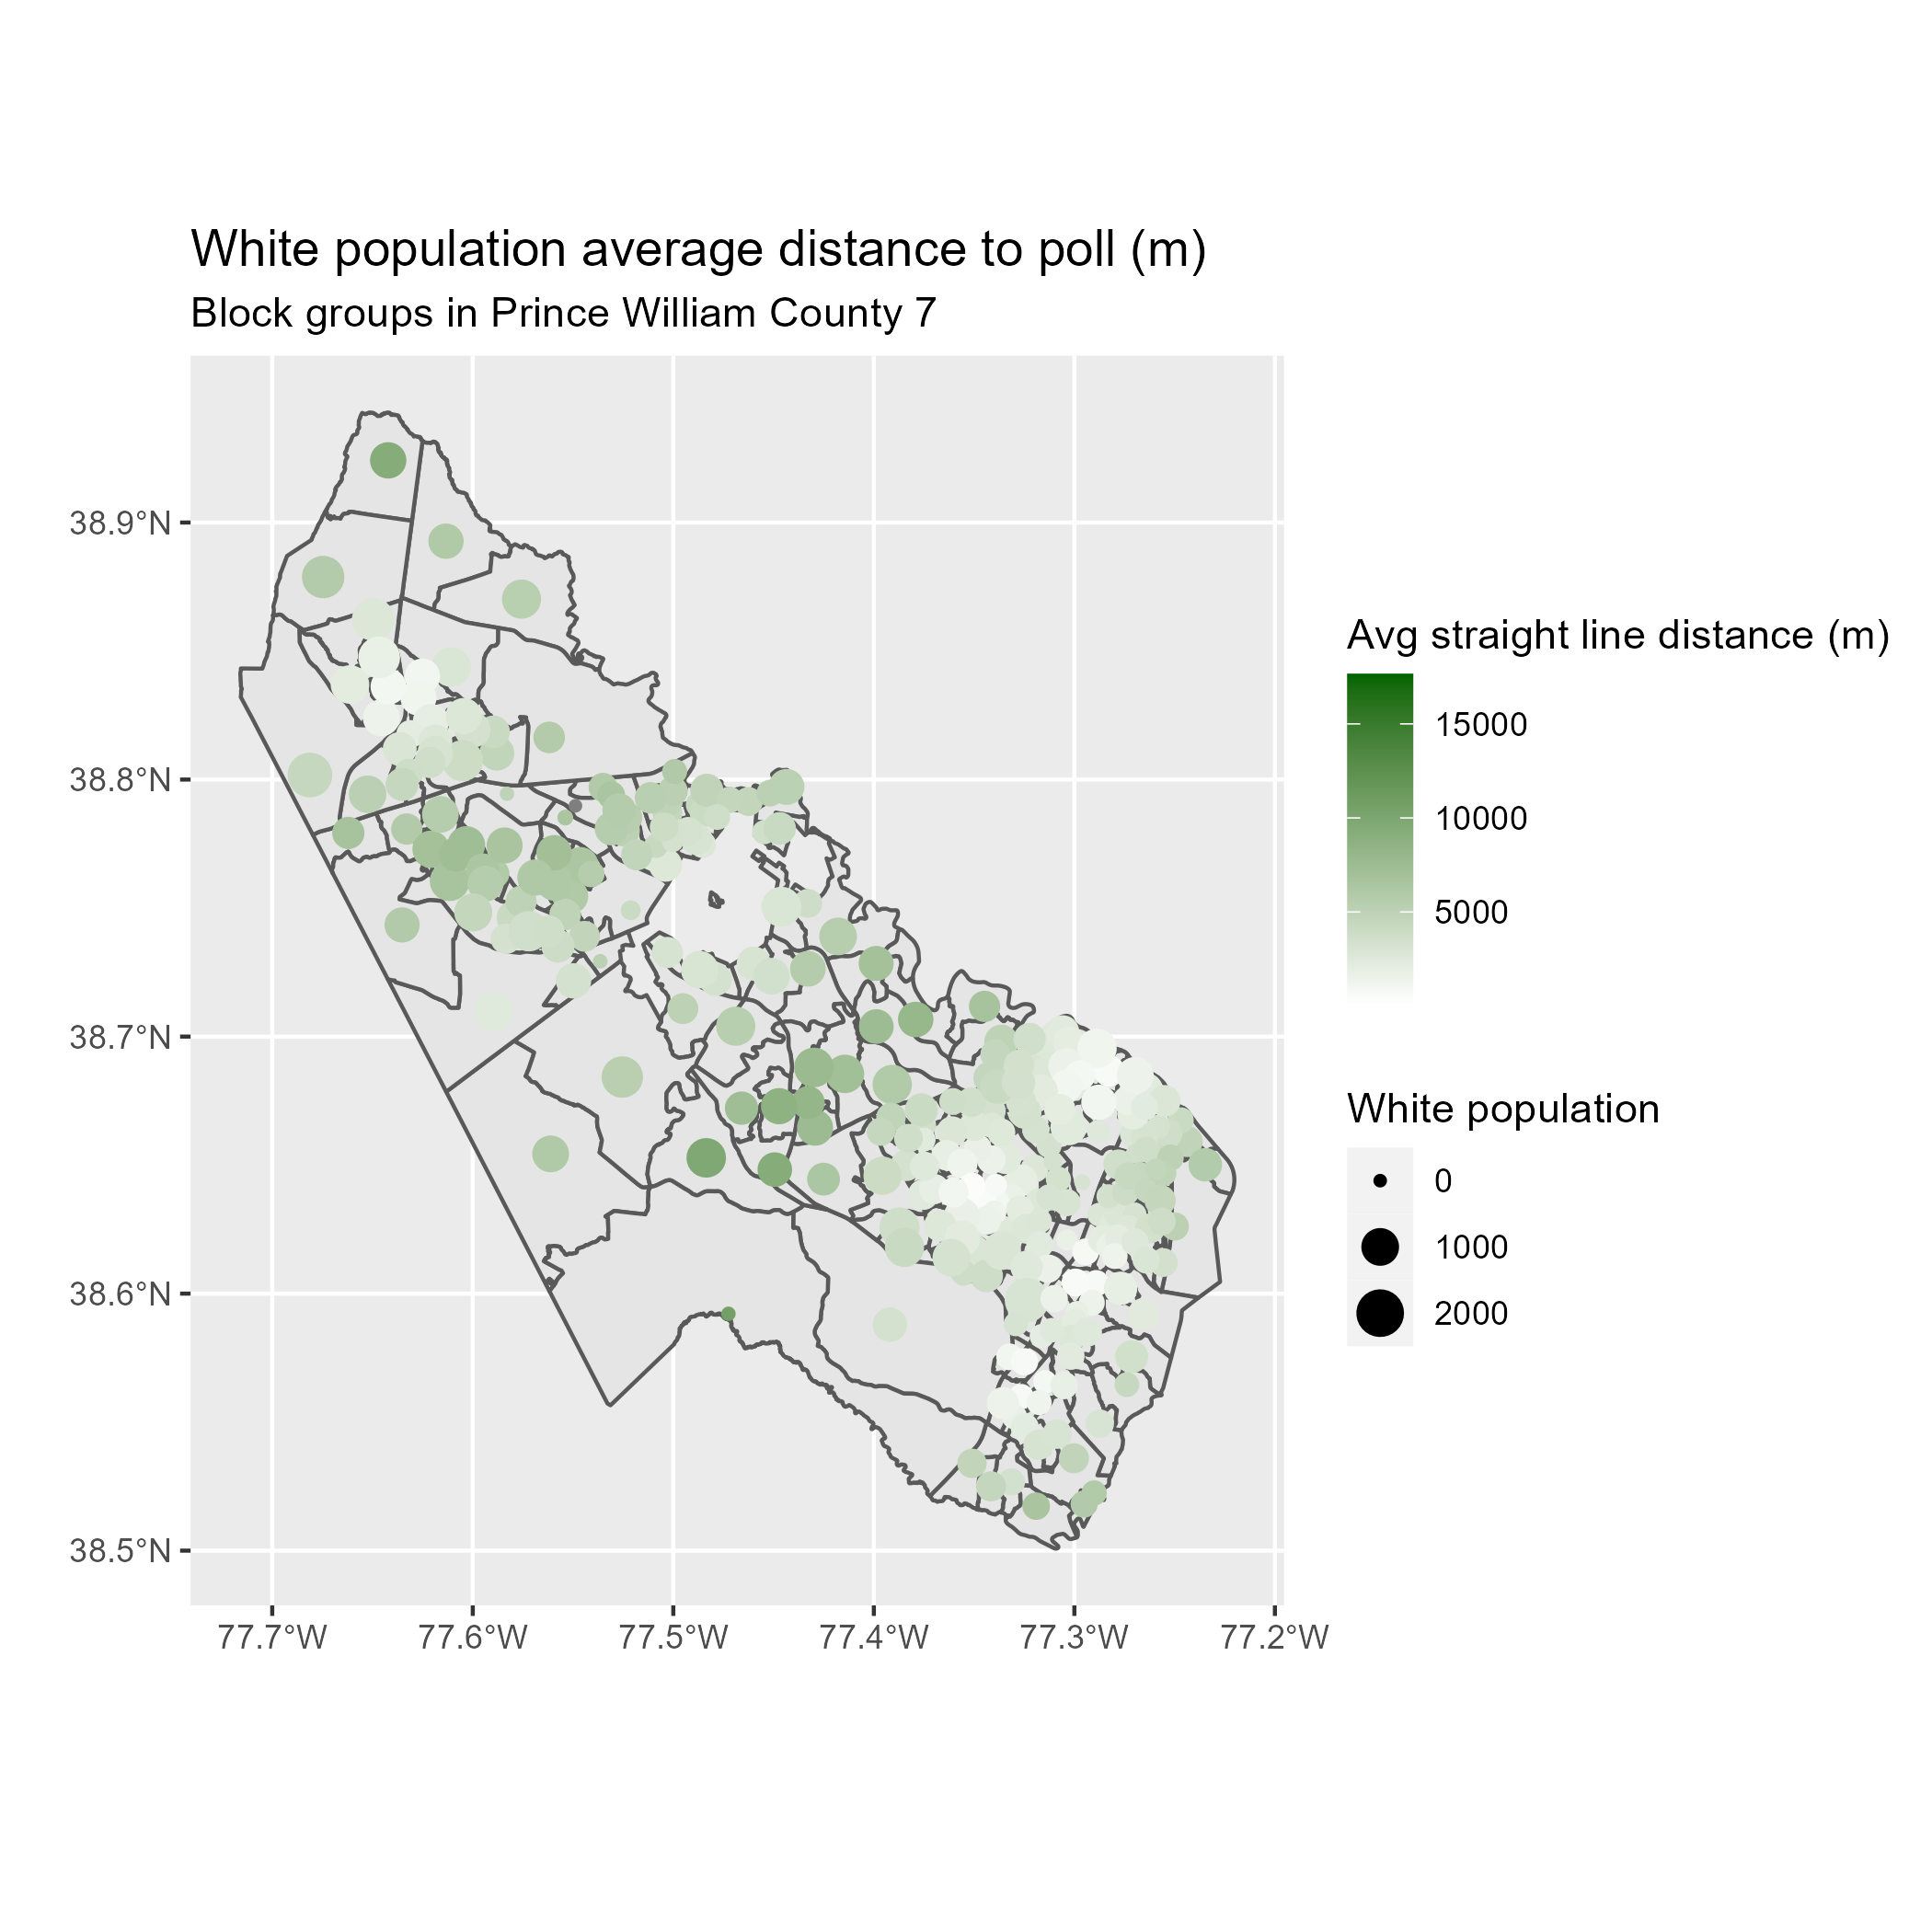 White population average distance to poll (m)
Block groups in Prince William County 7
38.9°N
38.8°N
38.7°N
38.6°N
38.5°N
77.7°W 77.6°W 77.5°W 77.4°W 77.3°W 77.2°W
Avg straight line distance (m)
15000
10000
5000
White population
0
1000
2000